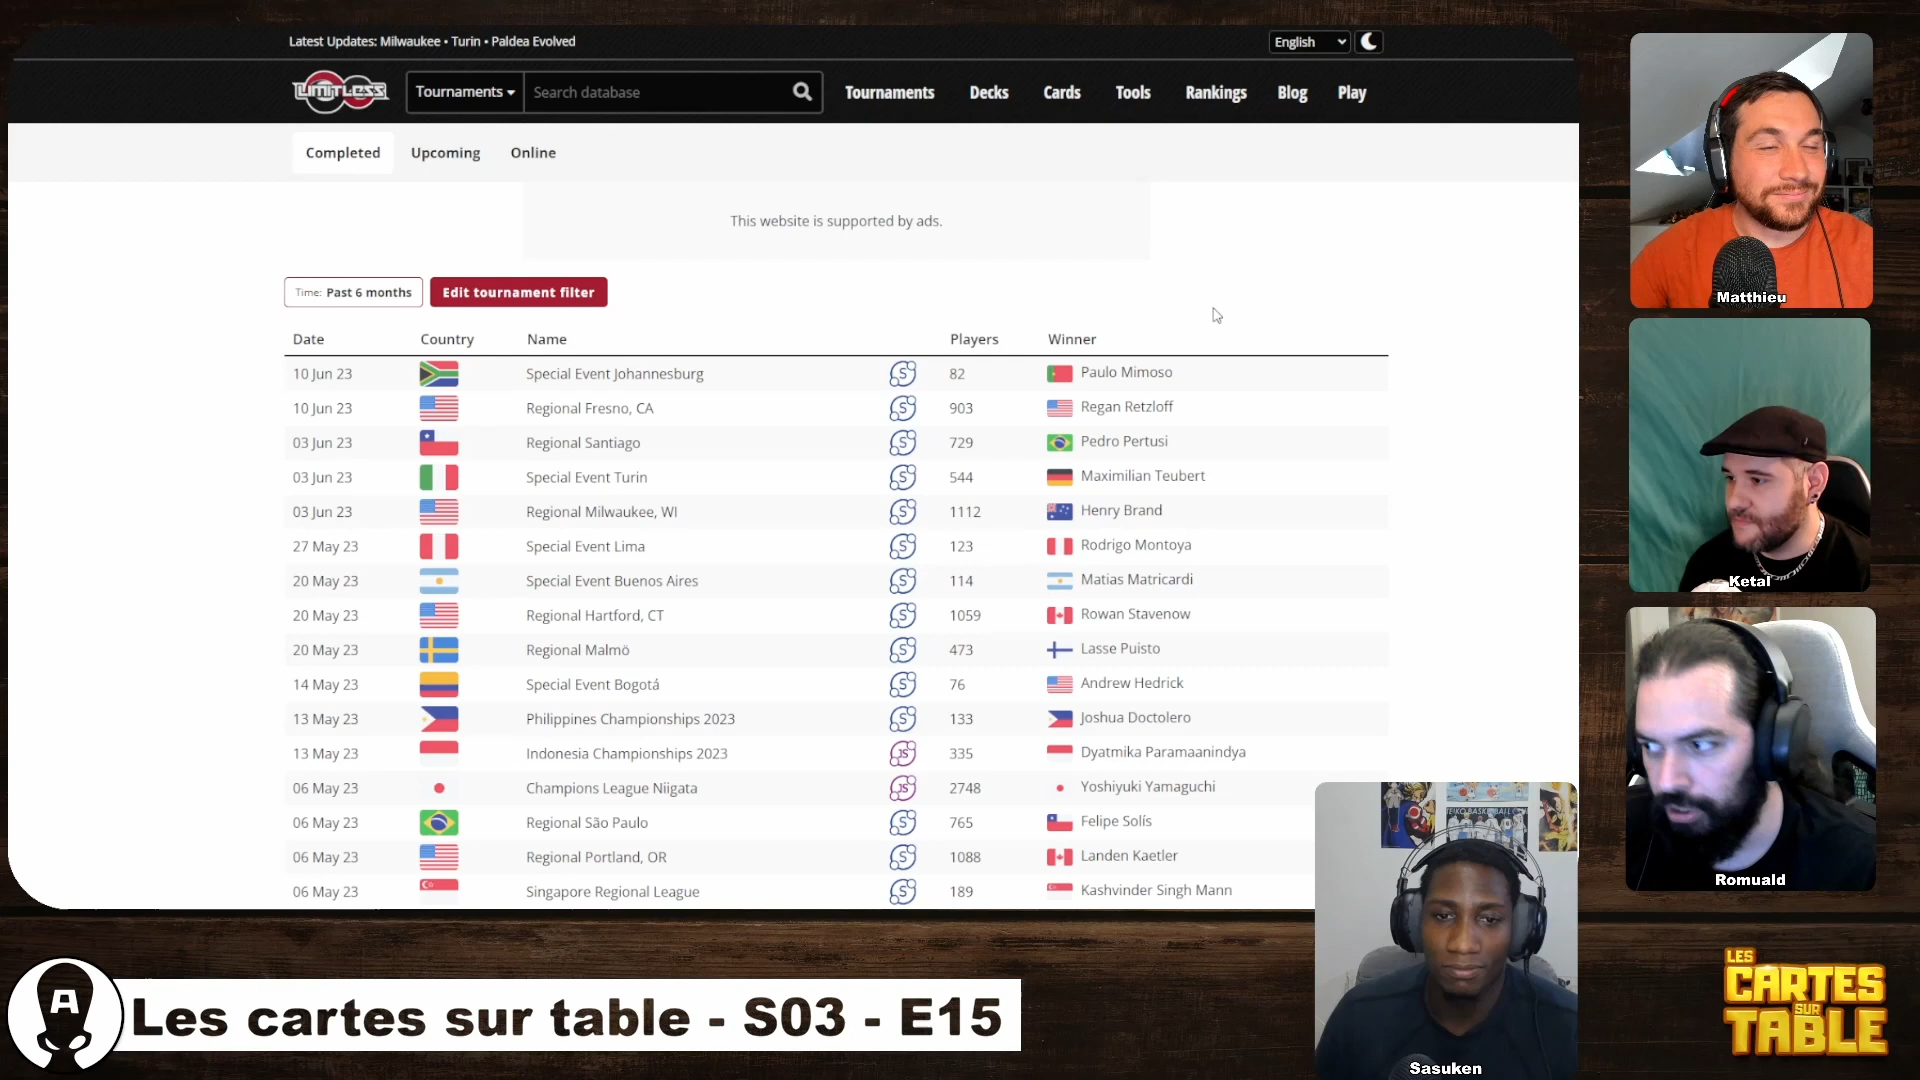 Latest Updates: Milwaukee • Turin • Paldea Evolved
English
LIMITLESS
Tournaments
Search database
Tournaments Decks Cards Tools Rankings Blog Play
Completed Upcoming Online
This website is supported by ads.
Time: Past 6 months
Edit tournament filter
Date Country Name Players Winner
10 Jun 23 Special Event Johannesburg S 82 Paulo Mimoso
10 Jun 23 Regional Fresno, CA S 903 Regan Retzloff
03 Jun 23 Regional Santiago S 729 Pedro Pertusi
03 Jun 23 Special Event Turin S 544 Maximilian Teubert
03 Jun 23 Regional Milwaukee, WI S 1112 Henry Brand
27 May 23 Special Event Lima S 123 Rodrigo Montoya
20 May 23 Special Event Buenos Aires S 114 Matias Matricardi
20 May 23 Regional Hartford, CT S 1059 Rowan Stavenow
20 May 23 Regional Malmö S 473 Lasse Puisto
14 May 23 Special Event Bogotá S 76 Andrew Hedrick
13 May 23 Philippines Championships 2023 S 133 Joshua Doctolero
13 May 23 Indonesia Championships 2023 JS 335 Dyatmika Paramaanindya
06 May 23 Champions League Niigata JS 2748 Yoshiyuki Yamaguchi
06 May 23 Regional São Paulo S 765 Felipe Solís
06 May 23 Regional Portland, OR S 1088 Landen Kaetler
06 May 23 Singapore Regional League S 189 Kashvinder Singh Mann
Matthieu
Ketal
Romuald
Sasuken
A
Les cartes sur table - S03 - E15
LES
CARTES
SUR
TABLE